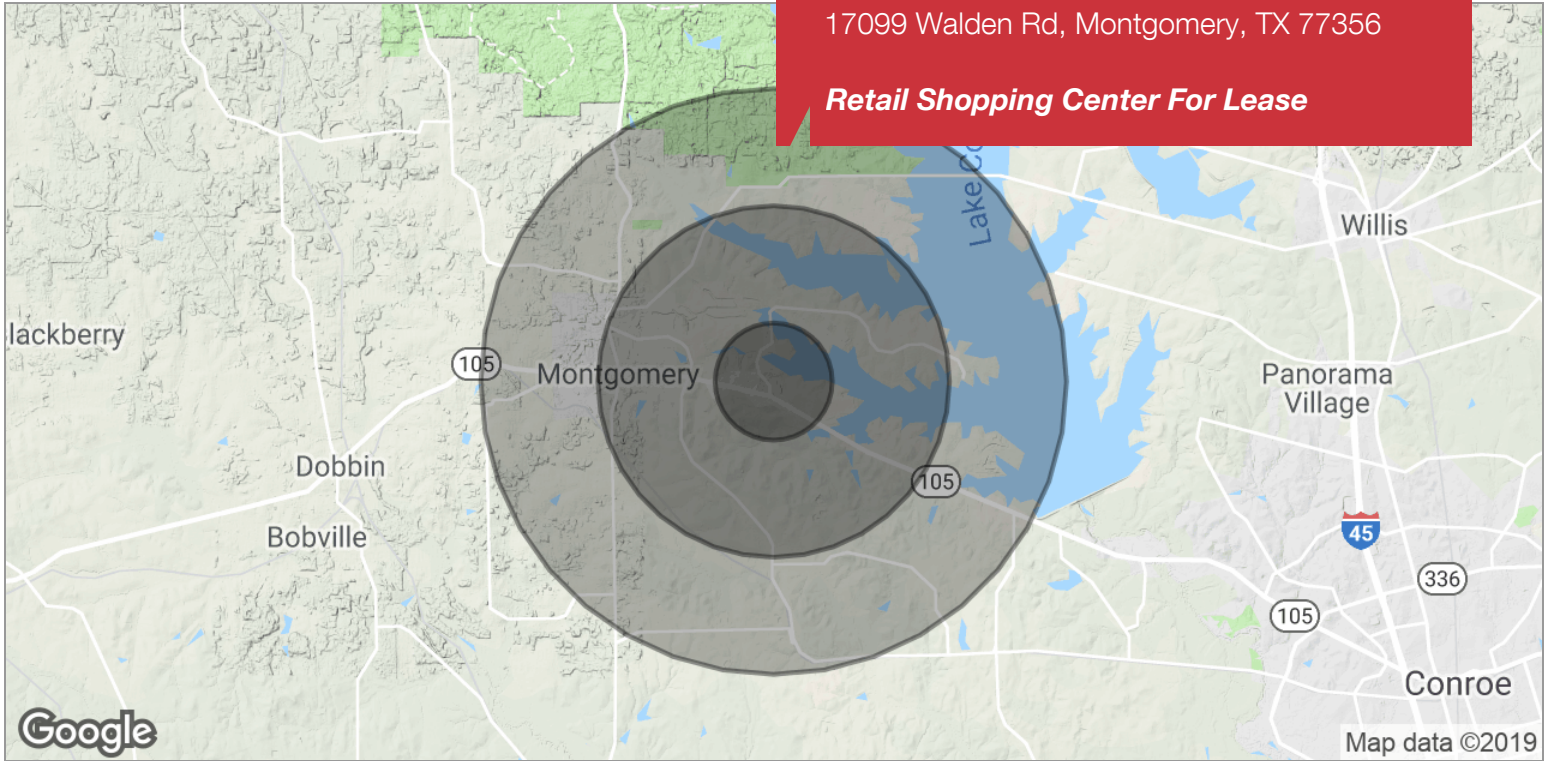 17099 Walden Rd, Montgomery, TX 77356
Retail Shopping Center For Lease
Lake Co
Willis
lackberry
105
Montgomery
Panorama
Village
Dobbin
105
Bobville
45
336
105
Conroe
Google
Map data ©2019